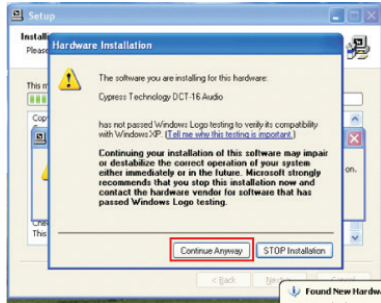 Setup
Install
Hardware Installation
Please
The software you are installing for this hardware:
This m
Cypress Technology DCT-16 Audio
Copy
has not passed Windows Logo testing to verify its compatibility
with Windows XP. (Tell me why this testing is important.)
Continuing your installation of this software may impair
or destabilize the correct operation of your system
either immediately or in the future. Microsoft strongly
recommends that you stop this installation now and
contact the hardware vendor for software that has
passed Windows Logo testing.
on.
This
Continue Anyway STOP Installation
< Back
Found New Hardw